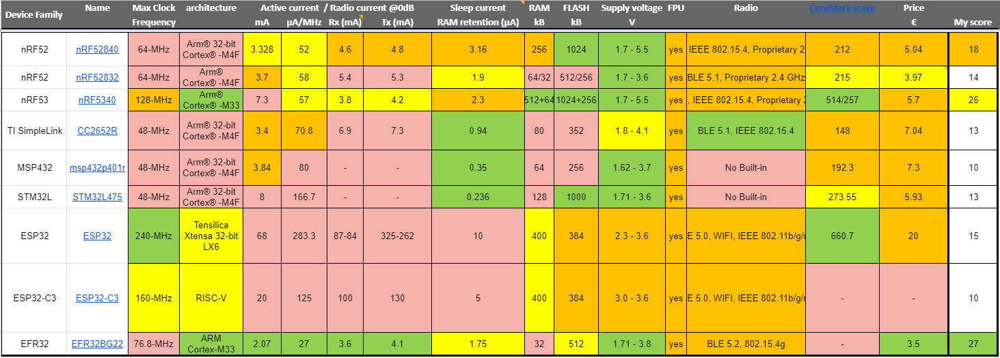 Device Family Name Max Clock Frequency architecture Active current / Radio current @0dB Sleep current RAM FLASH Supply voltage FPU Radio CoreMark score Price
mA µA/MHz Rx (mA) Tx (mA) RAM retention (µA) kB kB V € My score
nRF52 nRF52840 64-MHz Arm® 32-bit Cortex® -M4F 3.328 52 4.6 4.8 3.16 256 1024 1.7 - 5.5 yes IEEE 802.15.4, Proprietary 2 212 5.04 18
nRF52 nRF52832 64-MHz Arm® Cortex® -M4F 3.7 58 5.4 5.3 1.9 64/32 512/256 1.7 - 3.6 yes BLE 5.1, Proprietary 2.4 GHz 215 3.97 14
nRF53 nRF5340 128-MHz Arm® Cortex® -M33 7.3 57 3.8 4.2 2.3 512+64 1024+256 1.7 - 5.5 yes , IEEE 802.15.4, Proprietary 2 514/257 5.7 26
TI SimpleLink CC2652R 48-MHz Arm® 32-bit Cortex® -M4F 3.4 70.8 6.9 7.3 0.94 80 352 1.8 - 4.1 yes BLE 5.1, IEEE 802.15.4 148 7.04 13
MSP432 msp432p401r 48-MHz Arm® 32-bit Cortex® -M4F 3.84 80 - - 0.35 64 256 1.62 - 3.7 yes No Built-in 192.3 7.3 10
STM32L STM32L475 48-MHz Arm® 32-bit Cortex® -M4F 8 166.7 - - 0.236 128 1000 1.71 - 3.6 yes No Built-in 273.55 5.93 13
ESP32 ESP32 240-MHz Tensilica Xtensa 32-bit LX6 68 283.3 87-84 325-262 10 400 384 2.3 - 3.6 yes E 5.0, WIFI, IEEE 802.11b/g/n 660.7 20 15
ESP32-C3 ESP32-C3 160-MHz RISC-V 20 125 100 130 5 400 384 3.0 - 3.6 yes E 5.0, WIFI, IEEE 802.11b/g/n - - 10
EFR32 EFR32BG22 76.8-MHz ARM Cortex-M33 2.07 27 3.6 4.1 1.75 32 512 1.71 - 3.8 yes BLE 5.2, 802.15.4g - 3.5 27